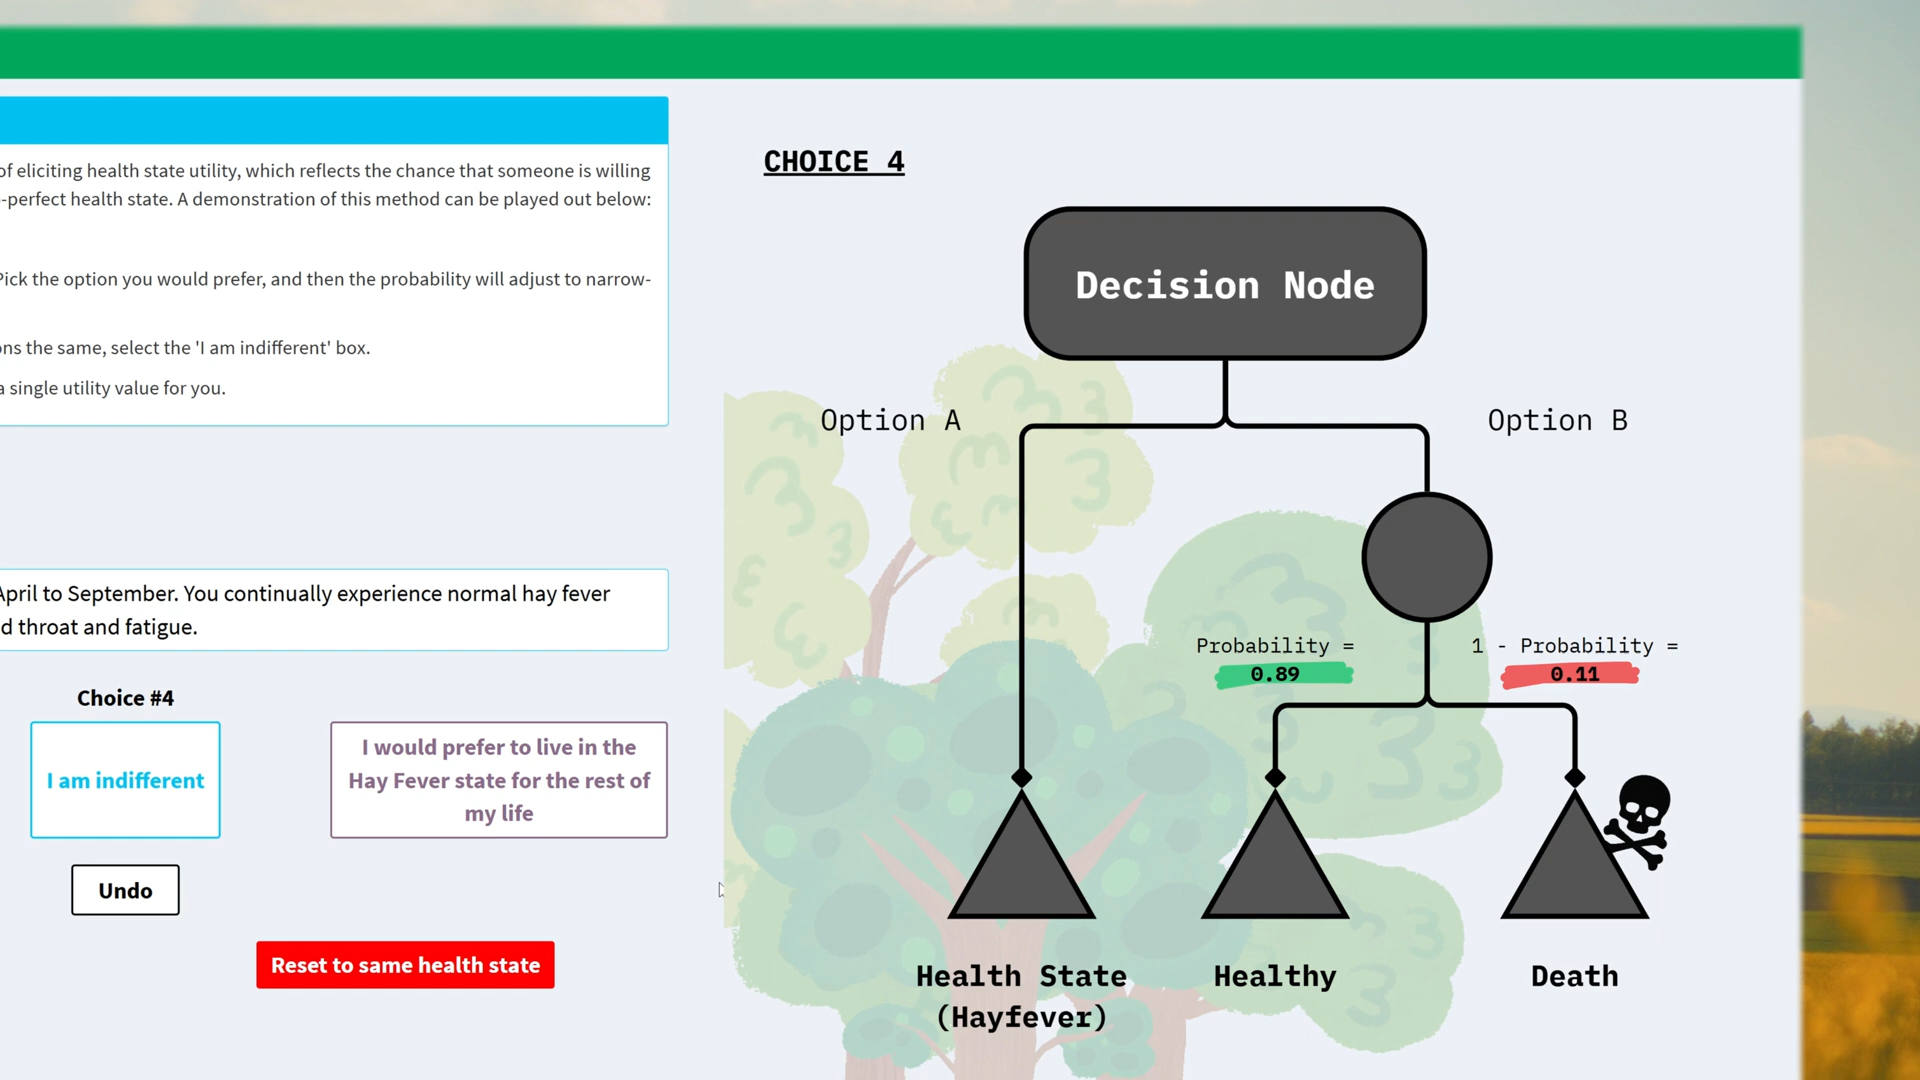 of eliciting health state utility, which reflects the chance that someone is willing
-perfect health state. A demonstration of this method can be played out below:
Pick the option you would prefer, and then the probability will adjust to narrow-
ons the same, select the 'I am indifferent' box.
a single utility value for you.
April to September. You continually experience normal hay fever
d throat and fatigue.
Choice #4
I am indifferent
I would prefer to live in the
Hay Fever state for the rest of
my life
Undo
Reset to same health state
CHOICE 4
Decision Node
Option A
Option B
Probability =
0.89
1 - Probability =
0.11
Health State
(Hayfever)
Healthy
Death